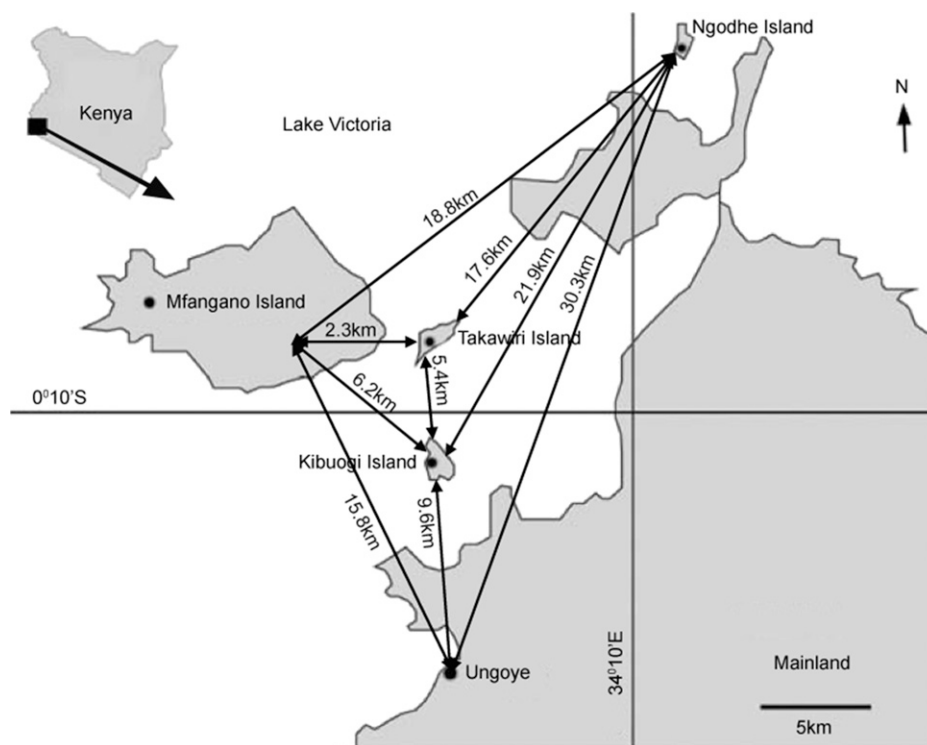 Ngodhe Island
N
Kenya
Lake Victoria
18.8km
17.6km
21.9km
30.3km
Mfangano Island
2.3km
Takawiri Island
5.4km
6.2km
0⁰10'S
Kibuogi Island
15.8km
9.6km
34⁰10'E
Ungoye
Mainland
5km